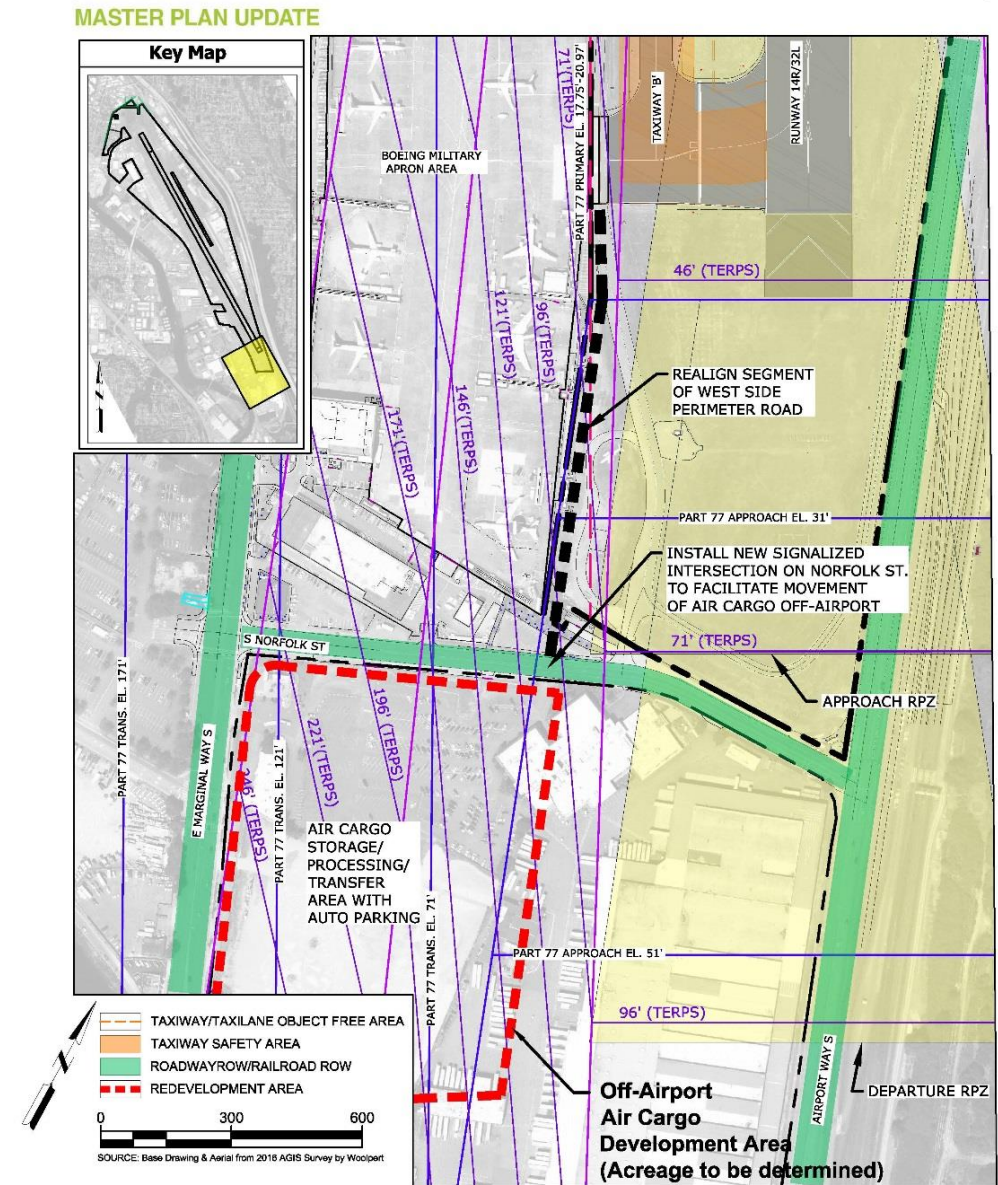 MASTER PLAN UPDATE
Key Map
BOEING MILITARY
APRON AREA
71'(TERPS)
PART 77 PRIMARY EL. 17.75'-20.97'
TAXIWAY 'B'
RUNWAY 14R/32L
46' (TERPS)
121'(TERPS)
96'(TERPS)
146'(TERPS)
171'(TERPS)
REALIGN SEGMENT
OF WEST SIDE
PERIMETER ROAD
PART 77 APPROACH EL. 31'
INSTALL NEW SIGNALIZED
INTERSECTION ON NORFOLK ST.
TO FACILITATE MOVEMENT
OF AIR CARGO OFF-AIRPORT
71' (TERPS)
APPROACH RPZ
S NORFOLK ST
PART 77 TRANS. EL. 171'
E MARGINAL WAY S
246' (TERPS)
PART 77 TRANS. EL. 121'
221'(TERPS)
196' (TERPS)
AIR CARGO
STORAGE/
PROCESSING/
TRANSFER
AREA WITH
AUTO PARKING
PART 77 TRANS. EL. 71'
PART 77 APPROACH EL. 51'
96' (TERPS)
AIRPORT WAY S
DEPARTURE RPZ
Off-Airport
Air Cargo
Development Area
(Acreage to be determined)
N
TAXIWAY/TAXILANE OBJECT FREE AREA
TAXIWAY SAFETY AREA
ROADWAYROW/RAILROAD ROW
REDEVELOPMENT AREA
0 300 600
SOURCE: Base Drawing & Aerial from 2016 AGIS Survey by Woolpert